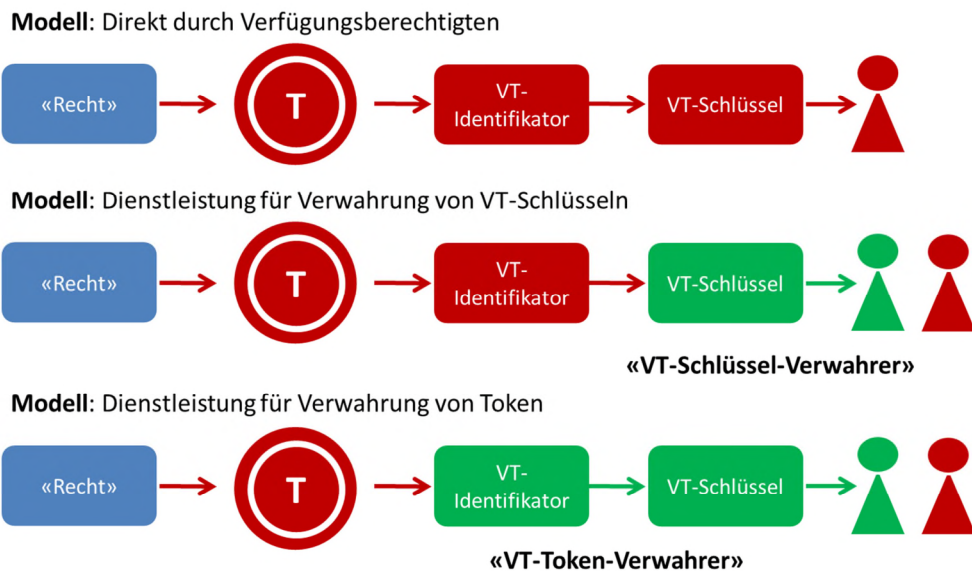 Modell: Direkt durch Verfügungsberechtigten
«Recht»
T
VT-
Identifikator
VT-Schlüssel
Modell: Dienstleistung für Verwahrung von VT-Schlüsseln
«Recht»
T
VT-
Identifikator
VT-Schlüssel
«VT-Schlüssel-Verwahrer»
Modell: Dienstleistung für Verwahrung von Token
«Recht»
T
VT-
Identifikator
VT-Schlüssel
«VT-Token-Verwahrer»